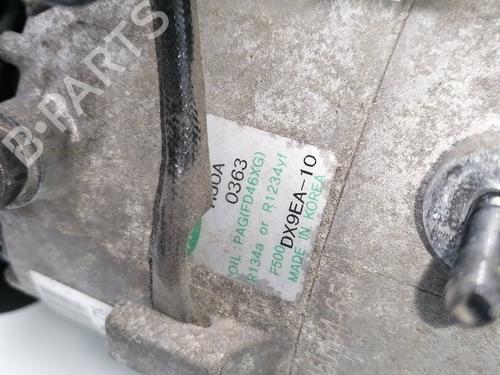 B-PARTS
0363
(OIL:PAG(FD46XG)
R134a or R1234yf
F500
DX9EA-10
MADE IN KOREA